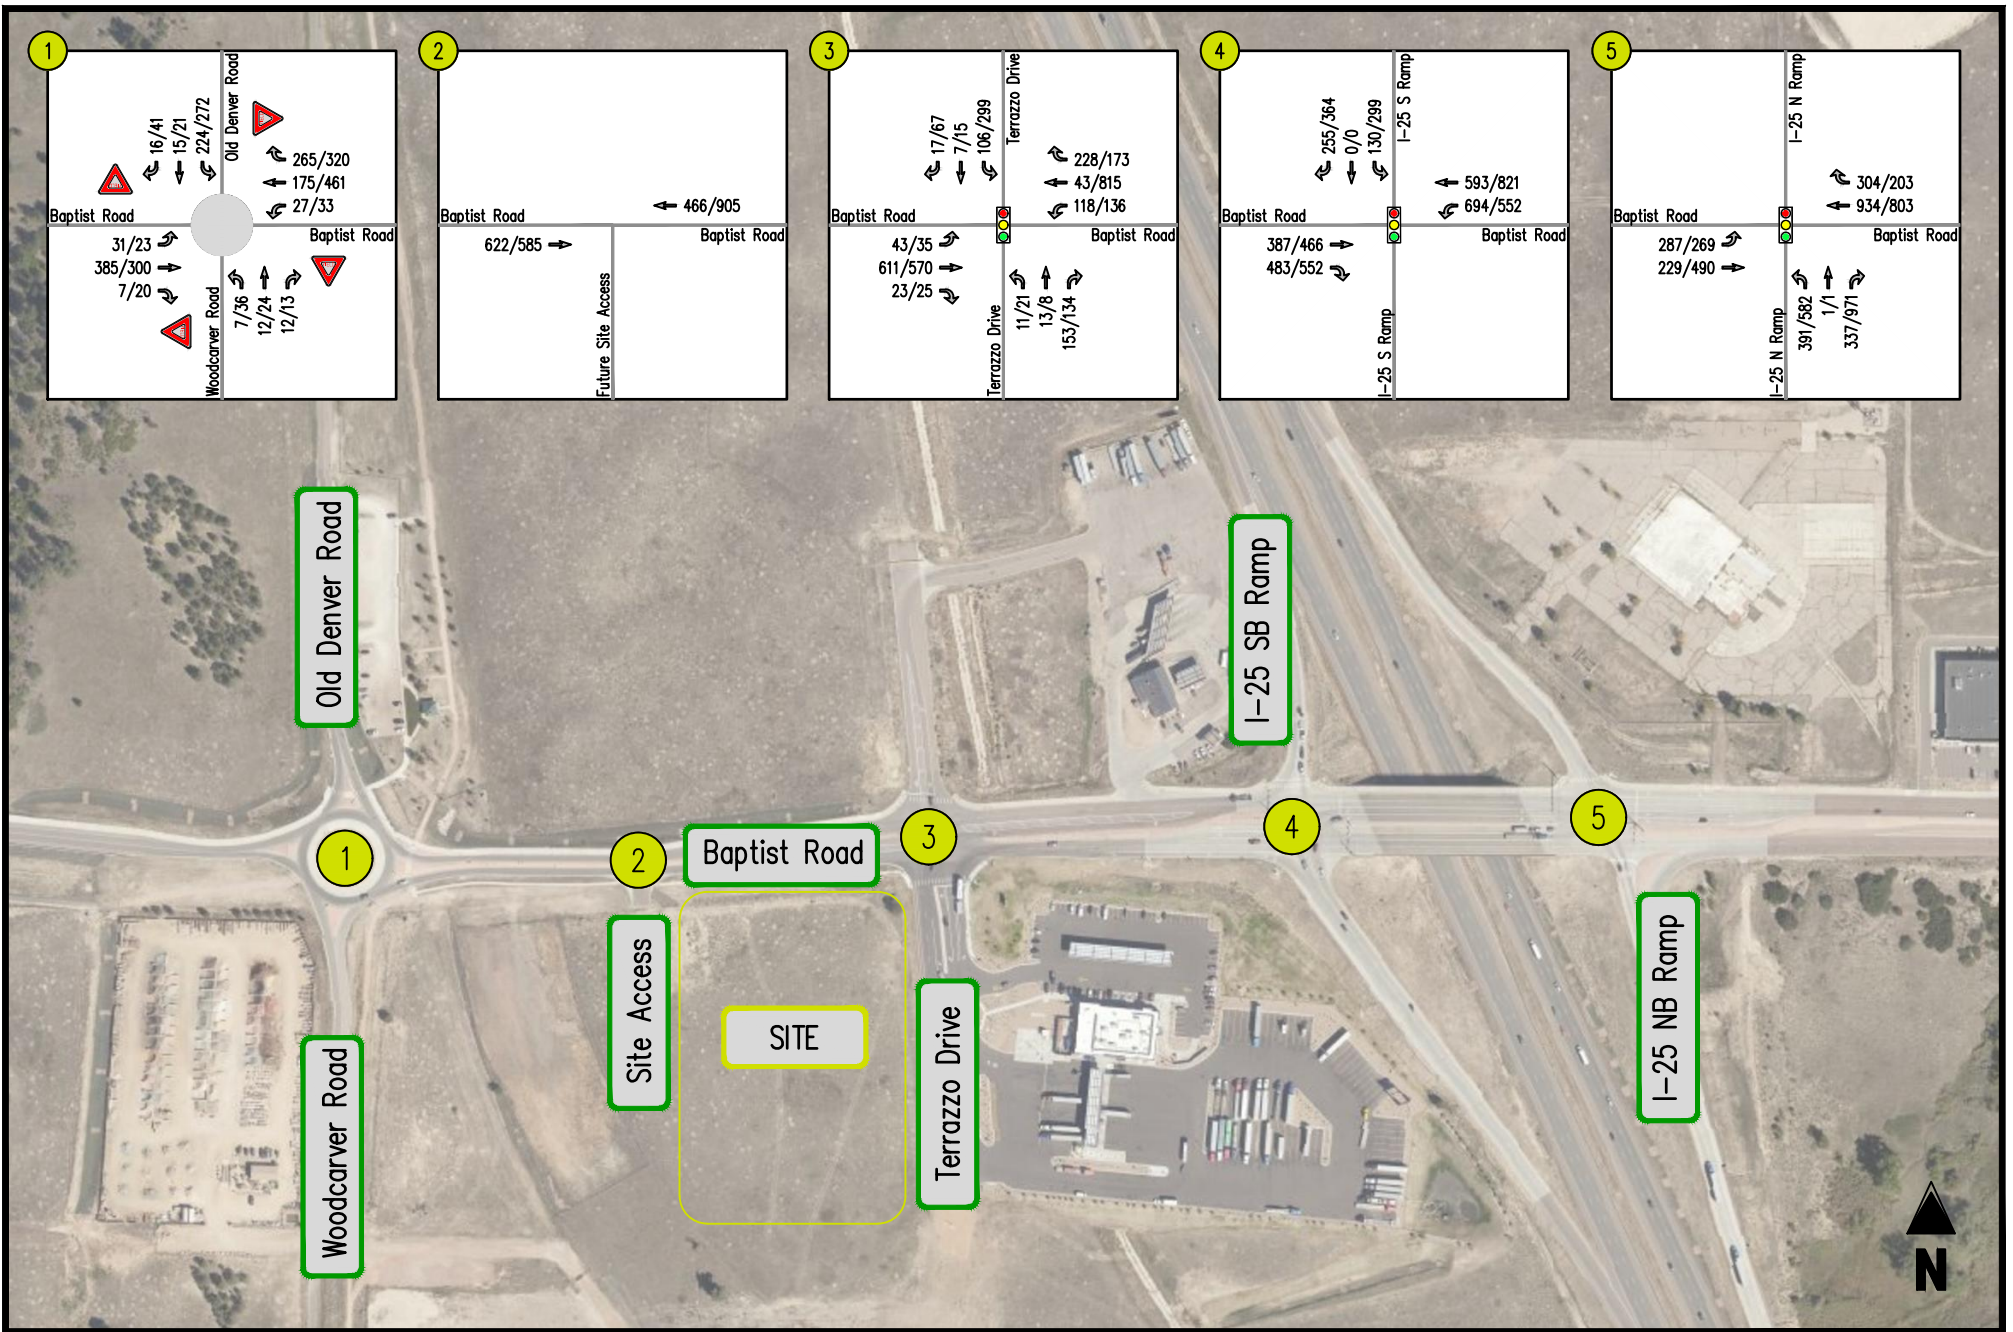 1
Old Denver Road
16/41
15/21
224/272
265/320
175/461
27/33
Baptist Road
Baptist Road
31/23
385/300
7/20
7/36
12/24
12/13
Woodcarver Road
2
466/905
Baptist Road
Baptist Road
622/585
Future Site Access
3
Terrazzo Drive
17/67
7/15
106/299
228/173
43/815
118/136
Baptist Road
Baptist Road
43/35
611/570
23/25
11/21
13/8
153/134
Terrazzo Drive
4
I-25 S Ramp
255/364
0/0
130/299
593/821
694/552
Baptist Road
Baptist Road
387/466
483/552
I-25 S Ramp
5
I-25 N Ramp
304/203
934/803
Baptist Road
Baptist Road
287/269
229/490
391/582
1/1
337/971
I-25 N Ramp
Old Denver Road
I-25 SB Ramp
1
2
Baptist Road
3
4
5
Site Access
SITE
Terrazzo Drive
I-25 NB Ramp
Woodcarver Road
N